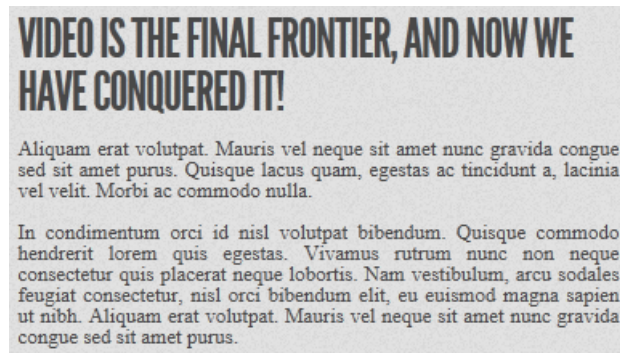 VIDEO IS THE FINAL FRONTIER, AND NOW WE
HAVE CONQUERED IT!
Aliquam erat volutpat. Mauris vel neque sit amet nunc gravida congue
sed sit amet purus. Quisque lacus quam, egestas ac tincidunt a, lacinia
vel velit. Morbi ac commodo nulla.
In condimentum orci id nisl volutpat bibendum. Quisque commodo
hendrerit lorem quis egestas. Vivamus rutrum nunc non neque
consectetur quis placerat neque lobortis. Nam vestibulum, arcu sodales
feugiat consectetur, nisl orci bibendum elit, eu euismod magna sapien
ut nibh. Aliquam erat volutpat. Mauris vel neque sit amet nunc gravida
congue sed sit amet purus.